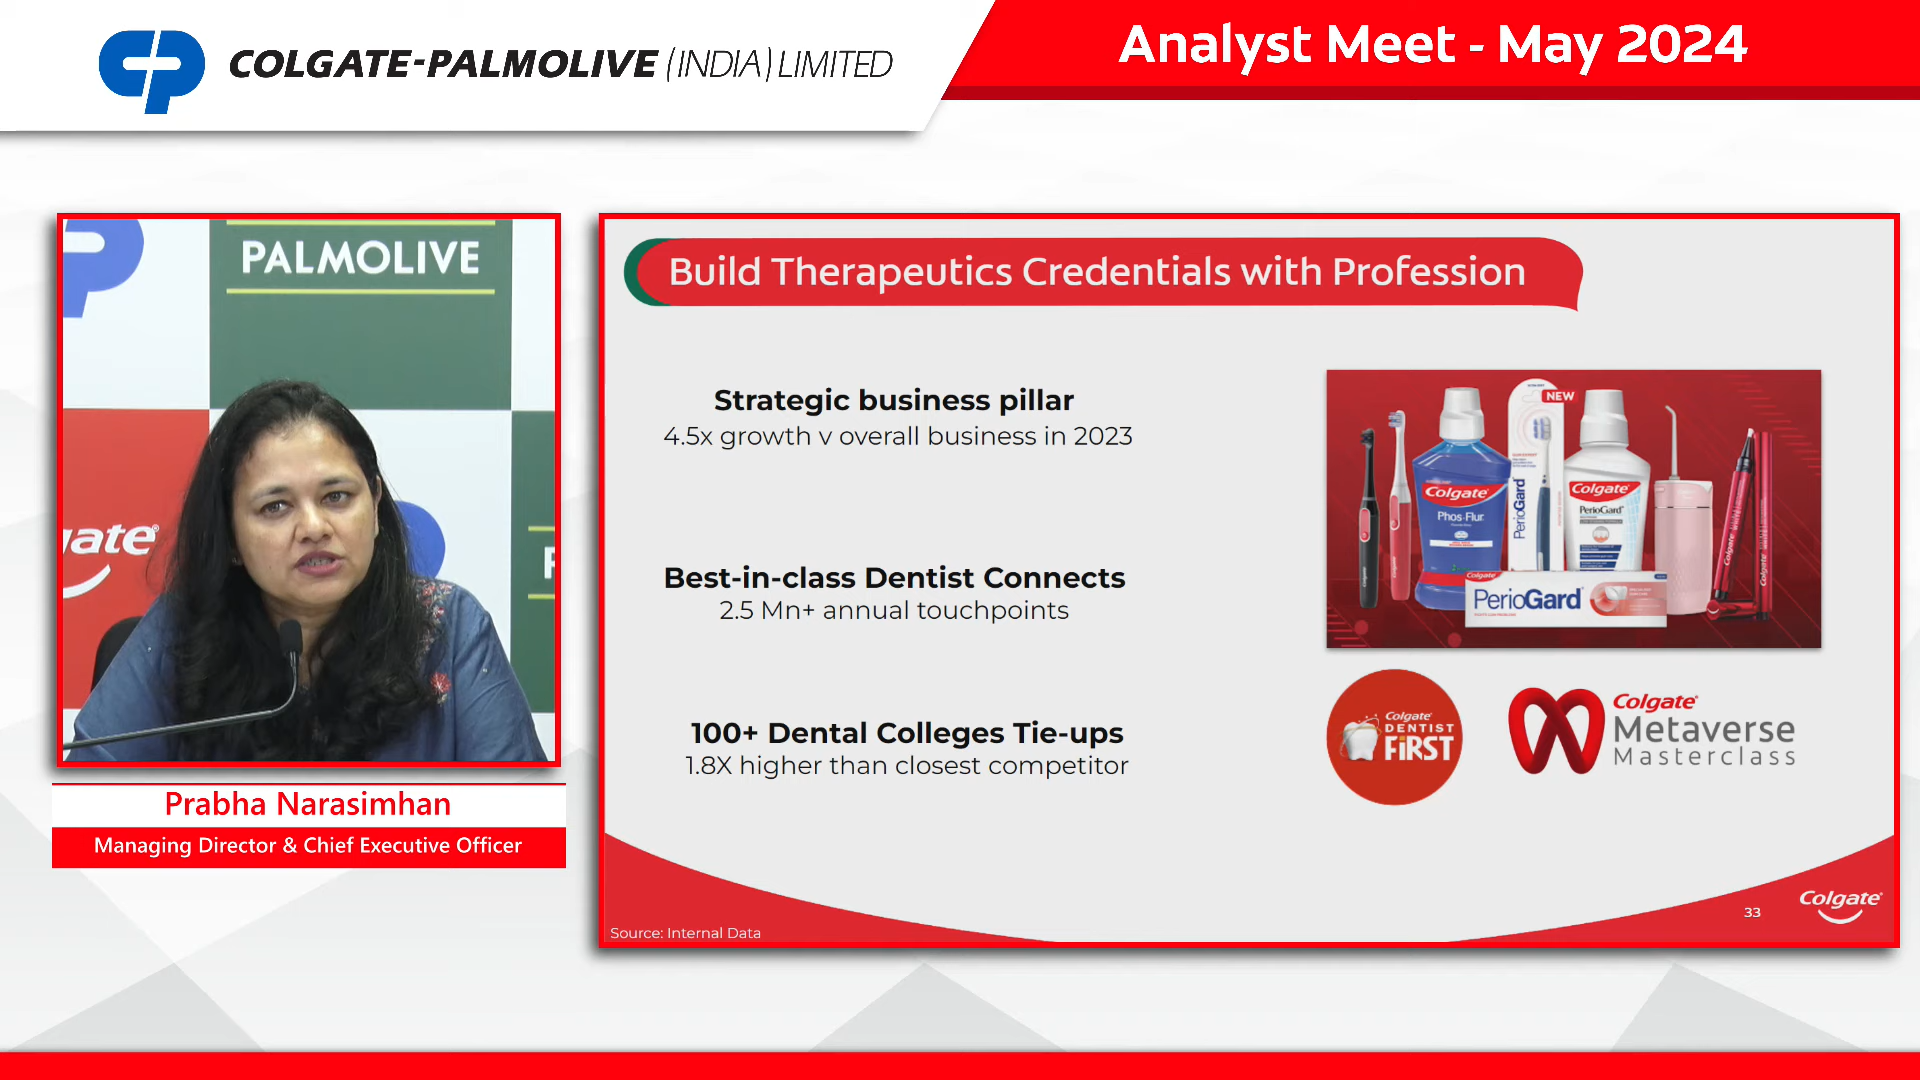 COLGATE-PALMOLIVE (INDIA) LIMITED
Analyst Meet - May 2024
PALMOLIVE
gate
Prabha Narasimhan
Managing Director & Chief Executive Officer
Build Therapeutics Credentials with Profession
Strategic business pillar
4.5x growth v overall business in 2023
Best-in-class Dentist Connects
2.5 Mn+ annual touchpoints
100+ Dental Colleges Tie-ups
1.8X higher than closest competitor
NEW
Colgate
Phos-Flur
PerioGard
Colgate
PerioGard
Colgate
PerioGard
Colgate
DENTIST
FiRST
Colgate
Metaverse
Masterclass
Source: Internal Data
33
Colgate